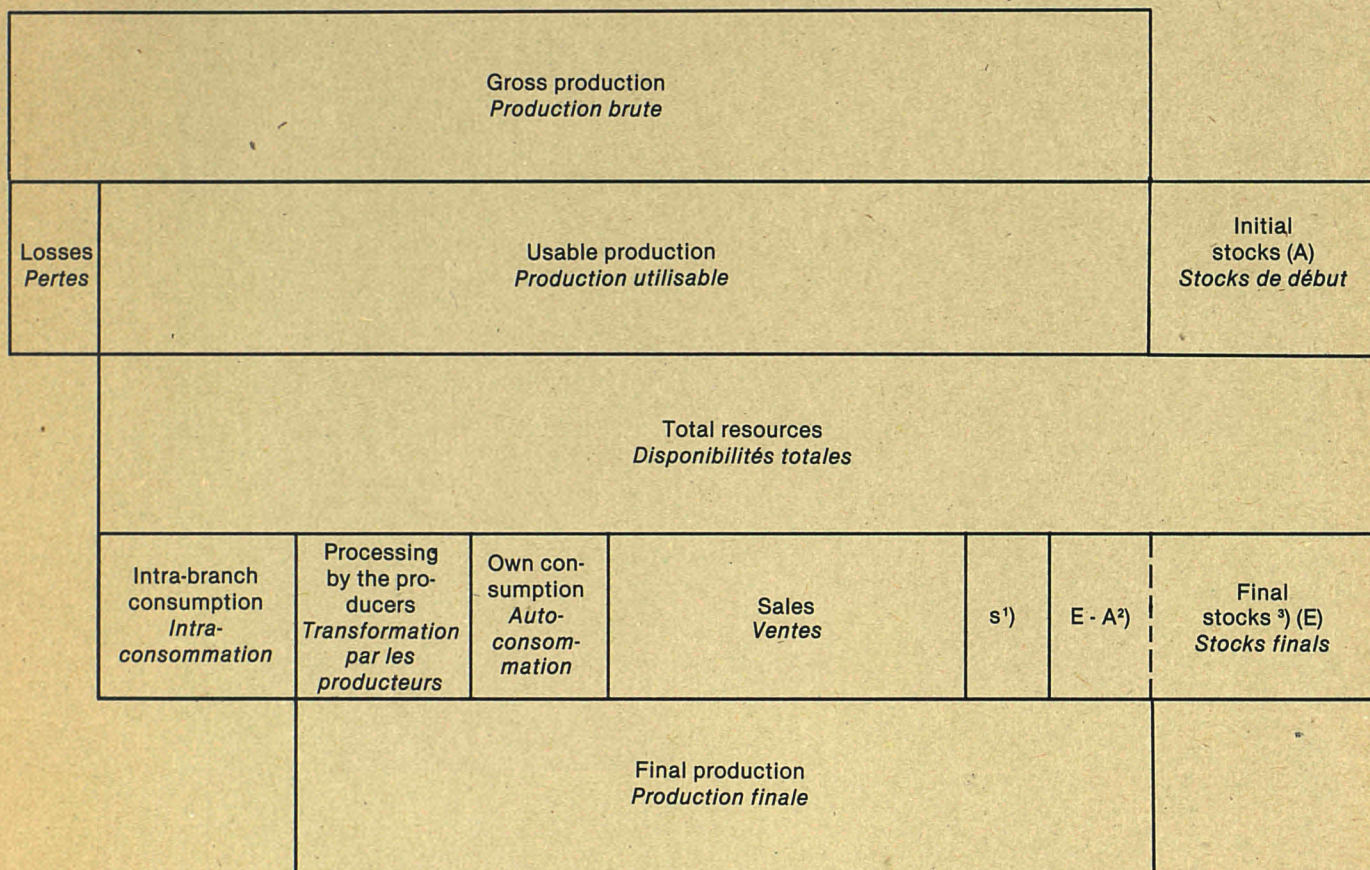 Gross production
Production brute
Losses
Pertes
Usable production
Production utilisable
Initial
stocks (A)
Stocks de début
Total resources
Disponibilités totales
Intra-branch
consumption
Intra-
consommation
Processing
by the pro-
ducers
Transformation
par les
producteurs
Own con-
sumption
Auto-
consom-
mation
Sales
Ventes
s¹)
E - A²)
Final
stocks ³) (E)
Stocks finals
Final production
Production finale